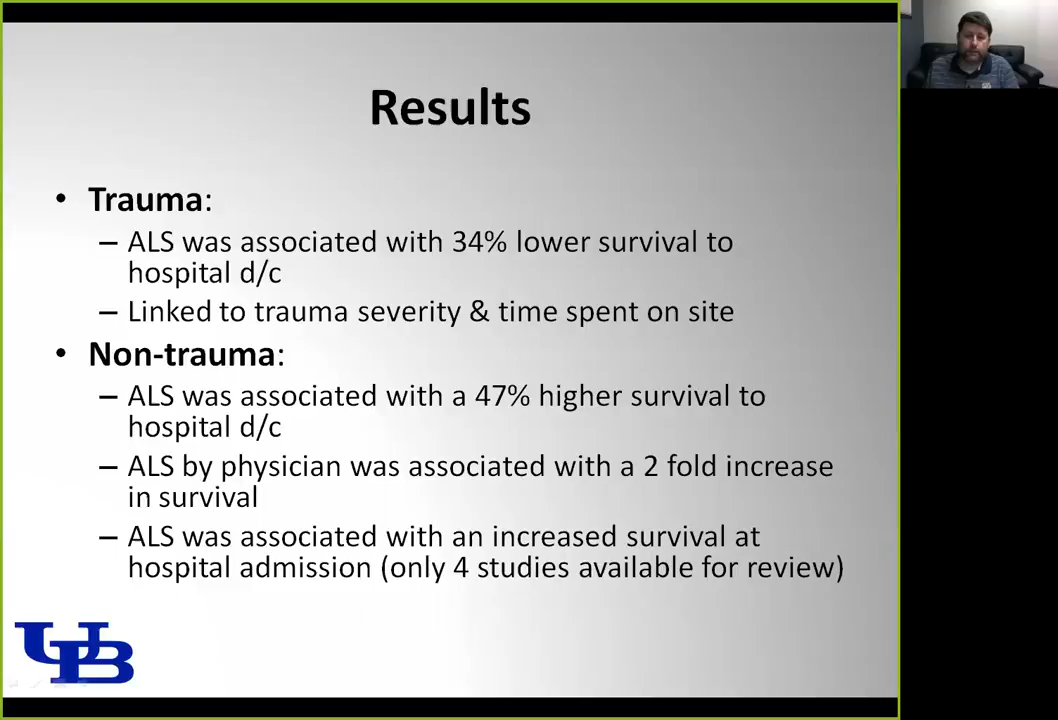 Results
• Trauma:
– ALS was associated with 34% lower survival to
hospital d/c
– Linked to trauma severity & time spent on site
• Non-trauma:
– ALS was associated with a 47% higher survival to
hospital d/c
– ALS by physician was associated with a 2 fold increase
in survival
– ALS was associated with an increased survival at
hospital admission (only 4 studies available for review)
UB